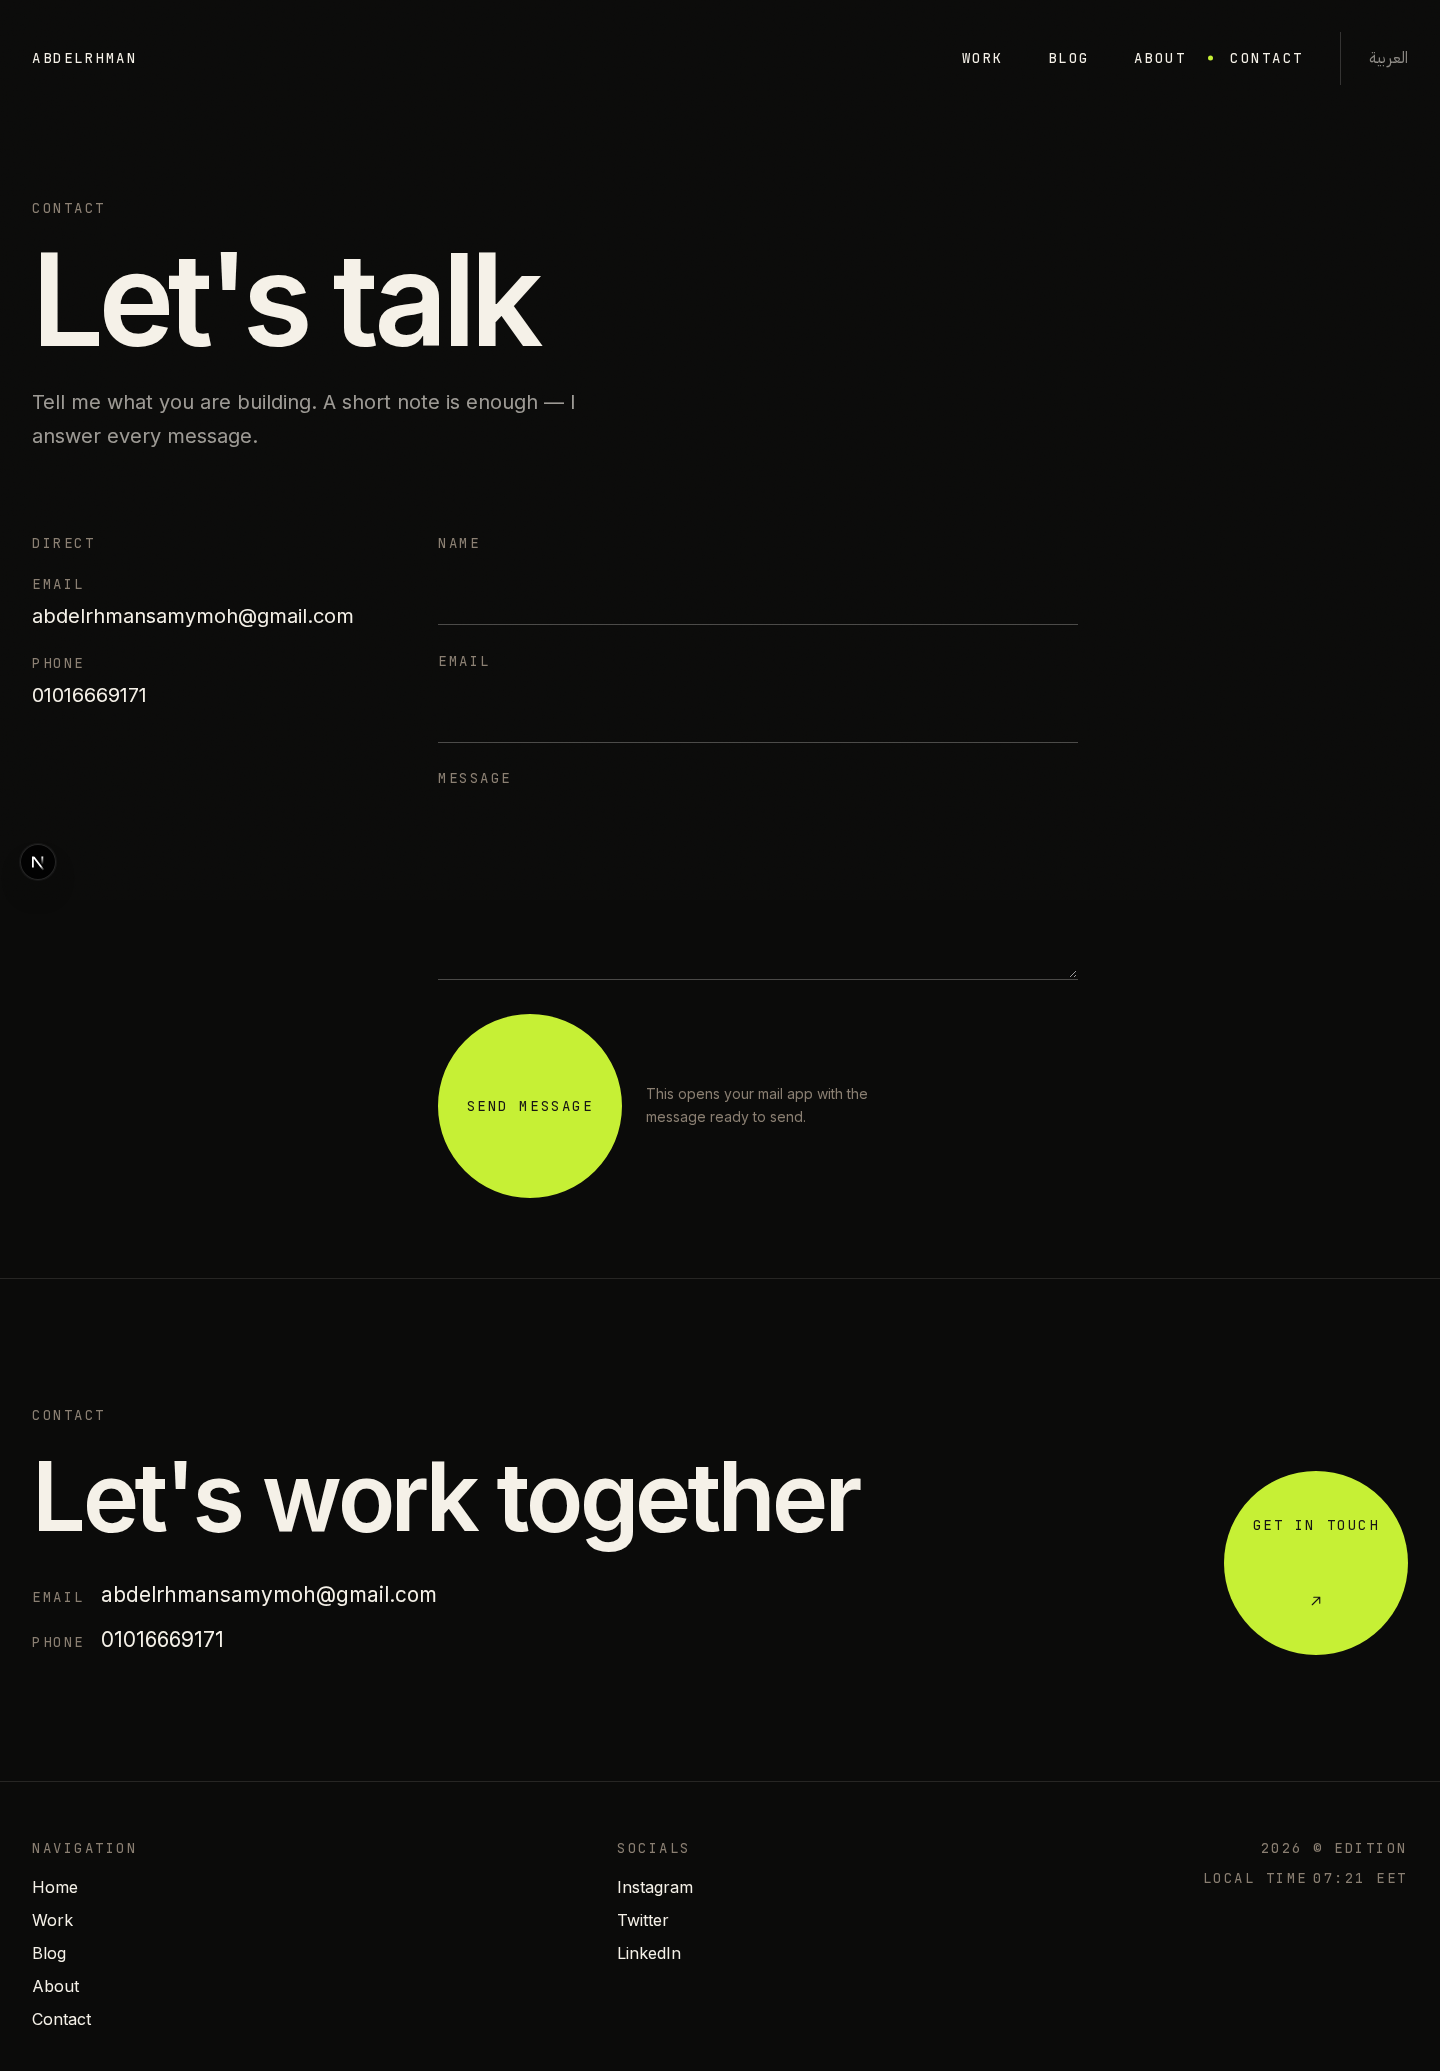 ABDELRHMAN
WORK
BLOG
ABOUT
CONTACT
العربية
CONTACT
Let's talk
Tell me what you are building. A short note is enough — I
answer every message.
DIRECT
EMAIL
abdelrhmansamymoh@gmail.com
PHONE
01016669171
NAME
EMAIL
MESSAGE
N
SEND MESSAGE
This opens your mail app with the
message ready to send.
CONTACT
Let's work together
EMAIL abdelrhmansamymoh@gmail.com
PHONE 01016669171
GET IN TOUCH
↗
NAVIGATION
Home
Work
Blog
About
Contact
SOCIALS
Instagram
Twitter
LinkedIn
2026 © EDITION
LOCAL TIME 07:21 EET